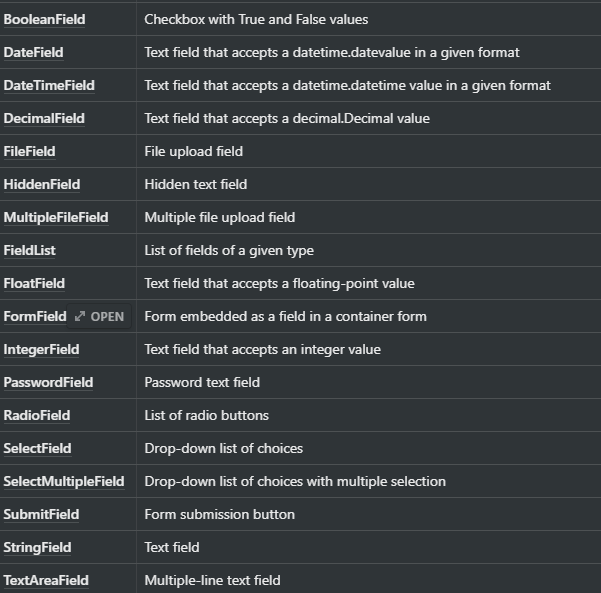 BooleanField Checkbox with True and False values
DateField Text field that accepts a datetime.datevalue in a given format
DateTimeField Text field that accepts a datetime.datetime value in a given format
DecimalField Text field that accepts a decimal.Decimal value
FileField File upload field
HiddenField Hidden text field
MultipleFileField Multiple file upload field
FieldList List of fields of a given type
FloatField Text field that accepts a floating-point value
FormField OPEN Form embedded as a field in a container form
IntegerField Text field that accepts an integer value
PasswordField Password text field
RadioField List of radio buttons
SelectField Drop-down list of choices
SelectMultipleField Drop-down list of choices with multiple selection
SubmitField Form submission button
StringField Text field
TextAreaField Multiple-line text field